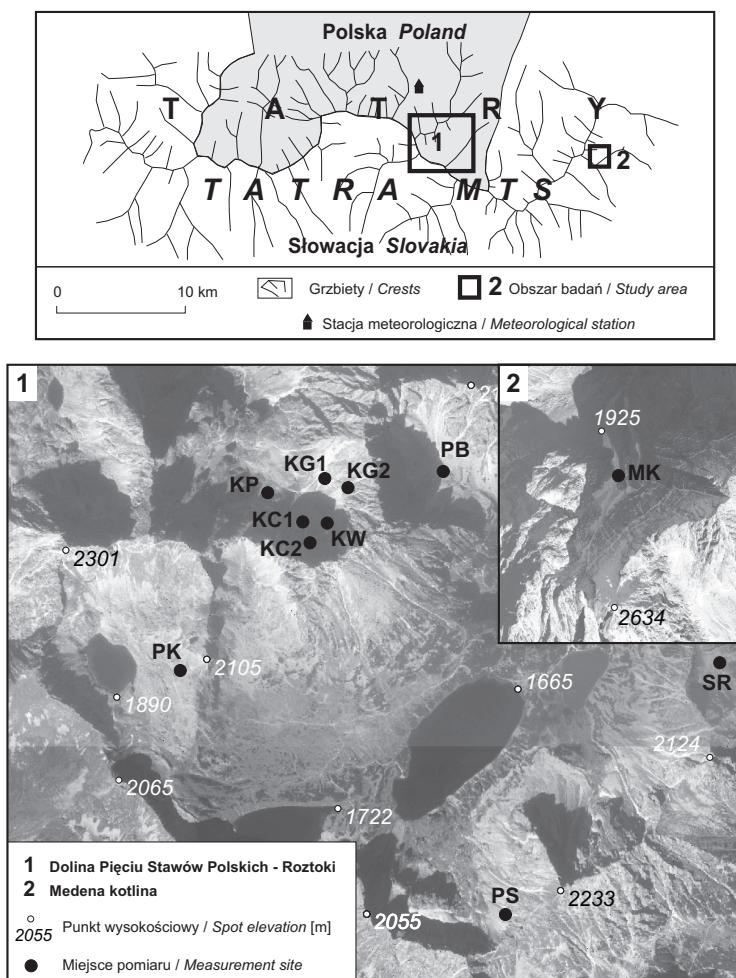 Polska Poland
T A T R Y
1
2
TATRA MTS
Słowacja Slovakia
0 10 km
Grzbiety / Crests
2 Obszar badań / Study area
Stacja meteorologiczna / Meteorological station
1
2
1925
MK
2634
KG1
KG2
PB
KP
KC1
KW
KC2
2301
PK
2105
1890
1665
SR
2124
2065
1722
2233
PS
2055
1 Dolina Pięciu Stawów Polskich - Roztoki
2 Medena kotlina
2055 Punkt wysokościowy / Spot elevation [m]
Miejsce pomiaru / Measurement site